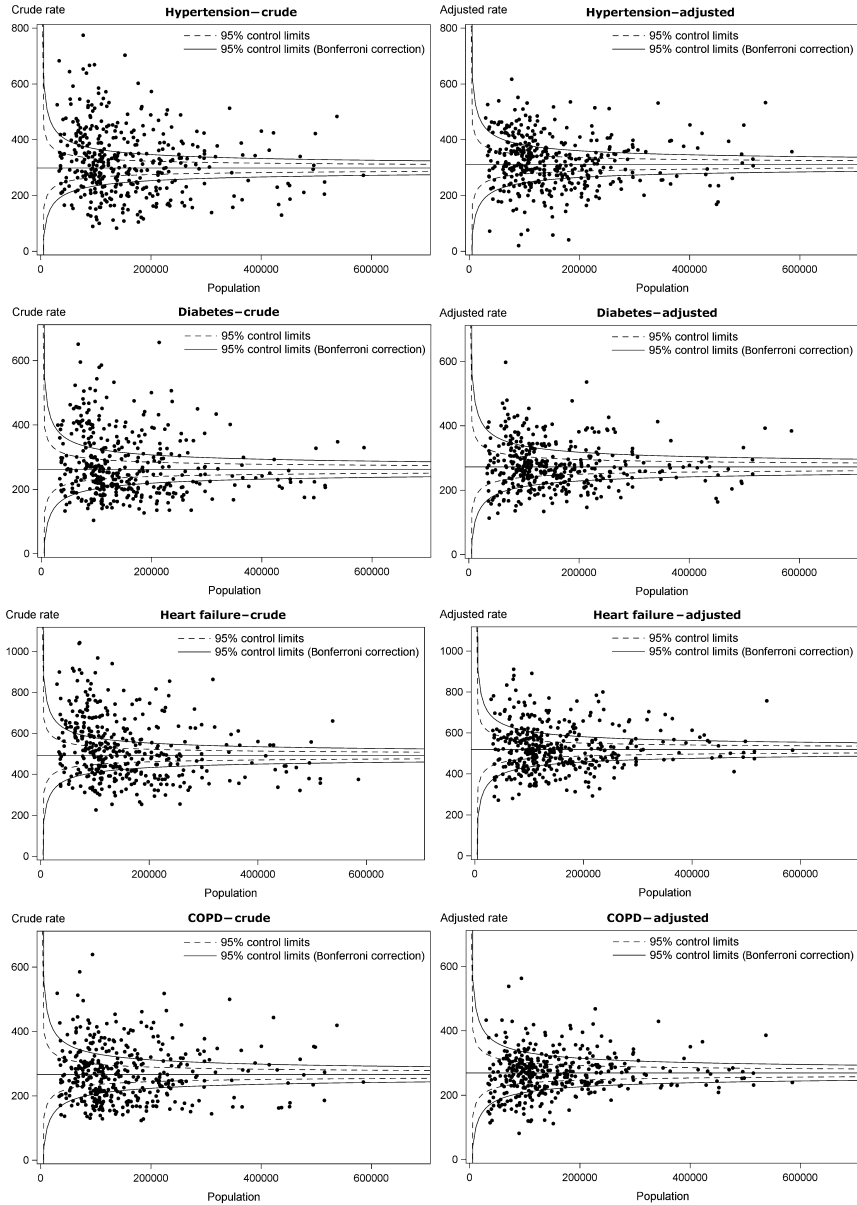 Crude rate
Hypertension−crude
95% control limits
95% control limits (Bonferroni correction)
800
600
400
200
0
0 200000 400000 600000
Population
Adjusted rate
Hypertension−adjusted
95% control limits
95% control limits (Bonferroni correction)
800
600
400
200
0
0 200000 400000 600000
Population
Crude rate
Diabetes−crude
95% control limits
95% control limits (Bonferroni correction)
600
400
200
0
0 200000 400000 600000
Population
Adjusted rate
Diabetes−adjusted
95% control limits
95% control limits (Bonferroni correction)
600
400
200
0
0 200000 400000 600000
Population
Crude rate
Heart failure−crude
95% control limits
95% control limits (Bonferroni correction)
1000
800
600
400
200
0
0 200000 400000 600000
Population
Adjusted rate
Heart failure −adjusted
95% control limits
95% control limits (Bonferroni correction)
1000
800
600
400
200
0
0 200000 400000 600000
Population
Crude rate
COPD−crude
95% control limits
95% control limits (Bonferroni correction)
600
400
200
0
0 200000 400000 600000
Population
Adjusted rate
COPD−adjusted
95% control limits
95% control limits (Bonferroni correction)
600
400
200
0
0 200000 400000 600000
Population